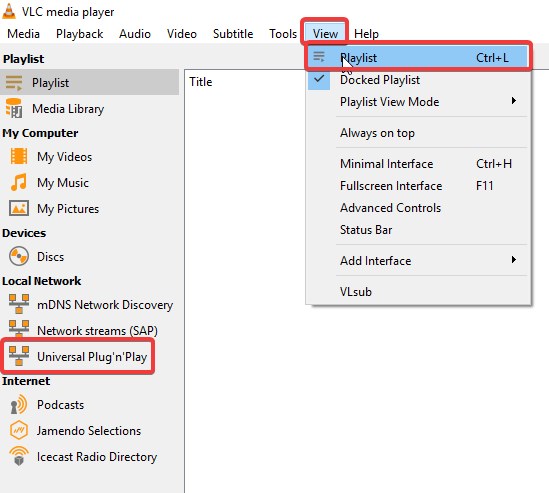 VLC media player
Media Playback Audio Video Subtitle Tools View Help
Playlist
Playlist
Media Library
My Computer
My Videos
My Music
My Pictures
Devices
Discs
Local Network
mDNS Network Discovery
Network streams (SAP)
Universal Plug'n'Play
Internet
Podcasts
Jamendo Selections
Icecast Radio Directory
Title
Playlist Ctrl+L
Docked Playlist
Playlist View Mode
Always on top
Minimal Interface Ctrl+H
Fullscreen Interface F11
Advanced Controls
Status Bar
Add Interface
VLsub